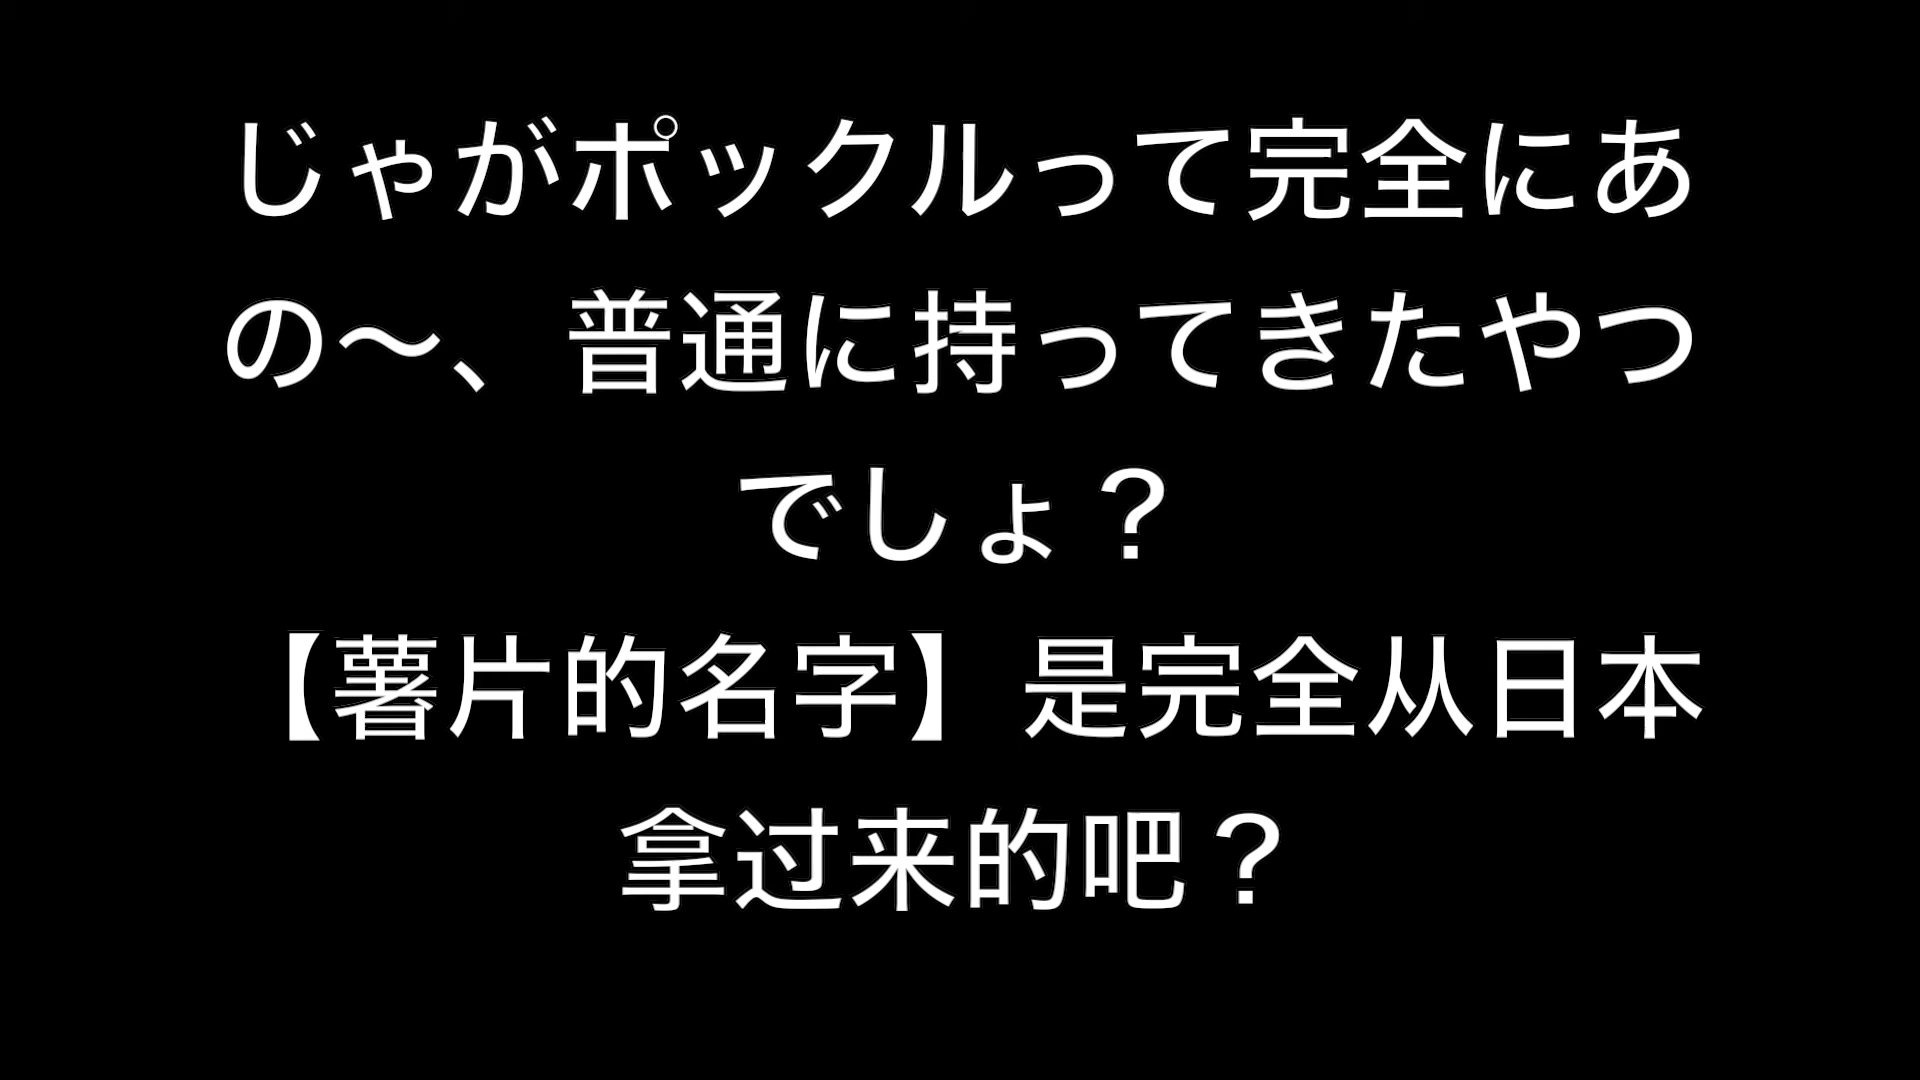 じゃがポックルって完全にあ
の〜、普通に持ってきたやつ
でしょ？
【薯片的名字】是完全从日本
拿过来的吧？